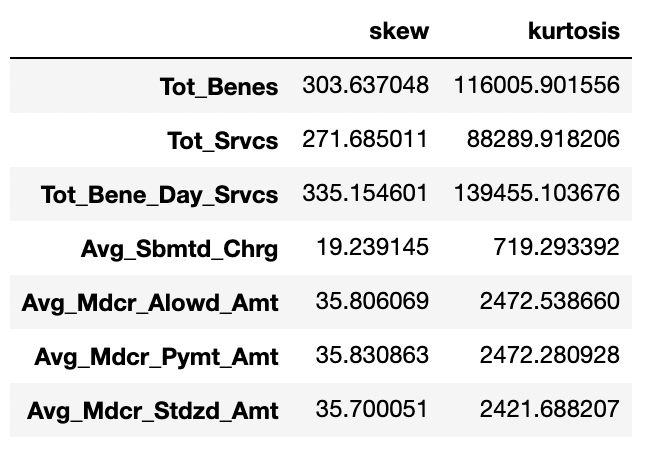 skew kurtosis
Tot_Benes 303.637048 116005.901556
Tot_Srvcs 271.685011 88289.918206
Tot_Bene_Day_Srvcs 335.154601 139455.103676
Avg_Sbmtd_Chrg 19.239145 719.293392
Avg_Mdcr_Alowd_Amt 35.806069 2472.538660
Avg_Mdcr_Pymt_Amt 35.830863 2472.280928
Avg_Mdcr_Stdzd_Amt 35.700051 2421.688207